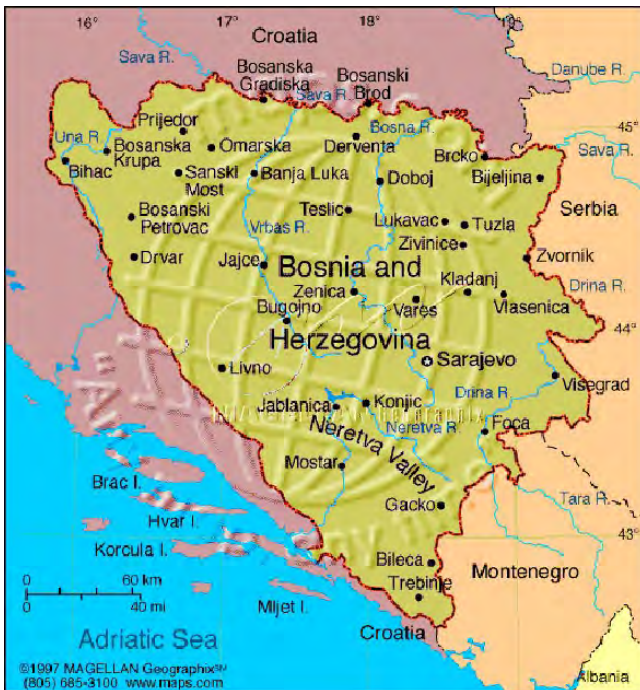 16°
17°
18°
19°
Croatia
Sava R.
Bosanska
Gradiska
Sava R.
Bosanski
Brod
Danube R.
Prijedor
Bosna R.
45°
Una R.
Bosanska
Krupa
Omarska
Derventa
Brcko
Sava R.
Bihac
Sanski
Most
Banja Luka
Doboj
Bijeljina
Bosanski
Petrovac
Teslic
Lukavac
Tuzla
Serbia
Vrbas R.
Zivinice
Drvar
Jajce
Bosnia and
Herzegovina
Zvornik
Kladanj
Drina R.
Zenica
Vares
Vlasenica
Bugojno
44°
Sarajevo
Livno
Drina R.
Visegrad
Jablanica
Konjic
Neretva R.
Foca
Neretva Valley
Mostar
Brac I.
Tara R.
Gacko
Hvar I.
43°
Korcula I.
Bileca
Montenegro
0
60 km
0
40 mi
Mljet I.
Trebinje
Croatia
Adriatic Sea
©1997 MAGELLAN Geographix℠
(805) 685-3100 www.maps.com
Albania